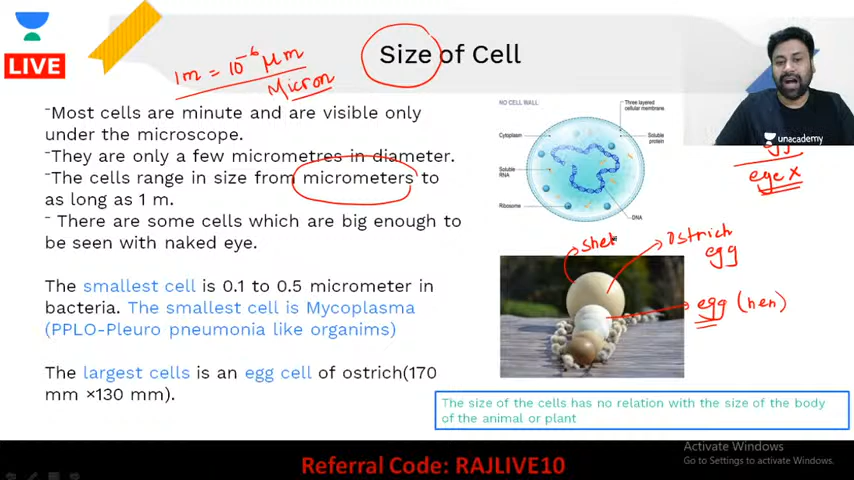 LIVE
1m = 10⁻⁶ μm
Micron
Size of Cell
-Most cells are minute and are visible only
under the microscope.
-They are only a few micrometres in diameter.
-The cells range in size from micrometers to
as long as 1 m.
- There are some cells which are big enough to
be seen with naked eye.
The smallest cell is 0.1 to 0.5 micrometer in
bacteria. The smallest cell is Mycoplasma
(PPLO-Pleuro pneumonia like organims)
The largest cells is an egg cell of ostrich(170
mm ×130 mm).
NO CELL WALL
Three layered
cellular membrane
Cytoplasm
Soluble
protein
Soluble
RNA
Ribosome
DNA
unacademy
eye x
Shel
Ostrich
egg
egg (hen)
The size of the cells has no relation with the size of the body
of the animal or plant
Activate Windows
Go to Settings to activate Windows.
Referral Code: RAJLIVE10